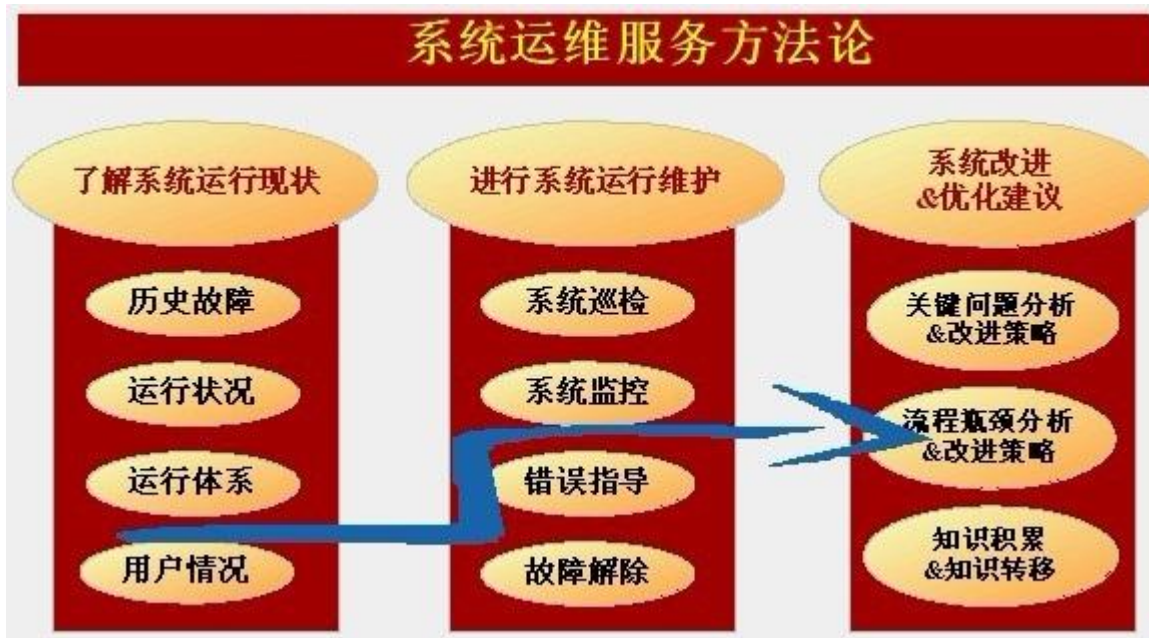 系统运维服务方法论
了解系统运行现状
历史故障
运行状况
运行体系
用户情况
进行系统运行维护
系统巡检
系统监控
错误指导
故障解除
系统改进
&优化建议
关键问题分析
&改进策略
流程瓶颈分析
&改进策略
知识积累
&知识转移